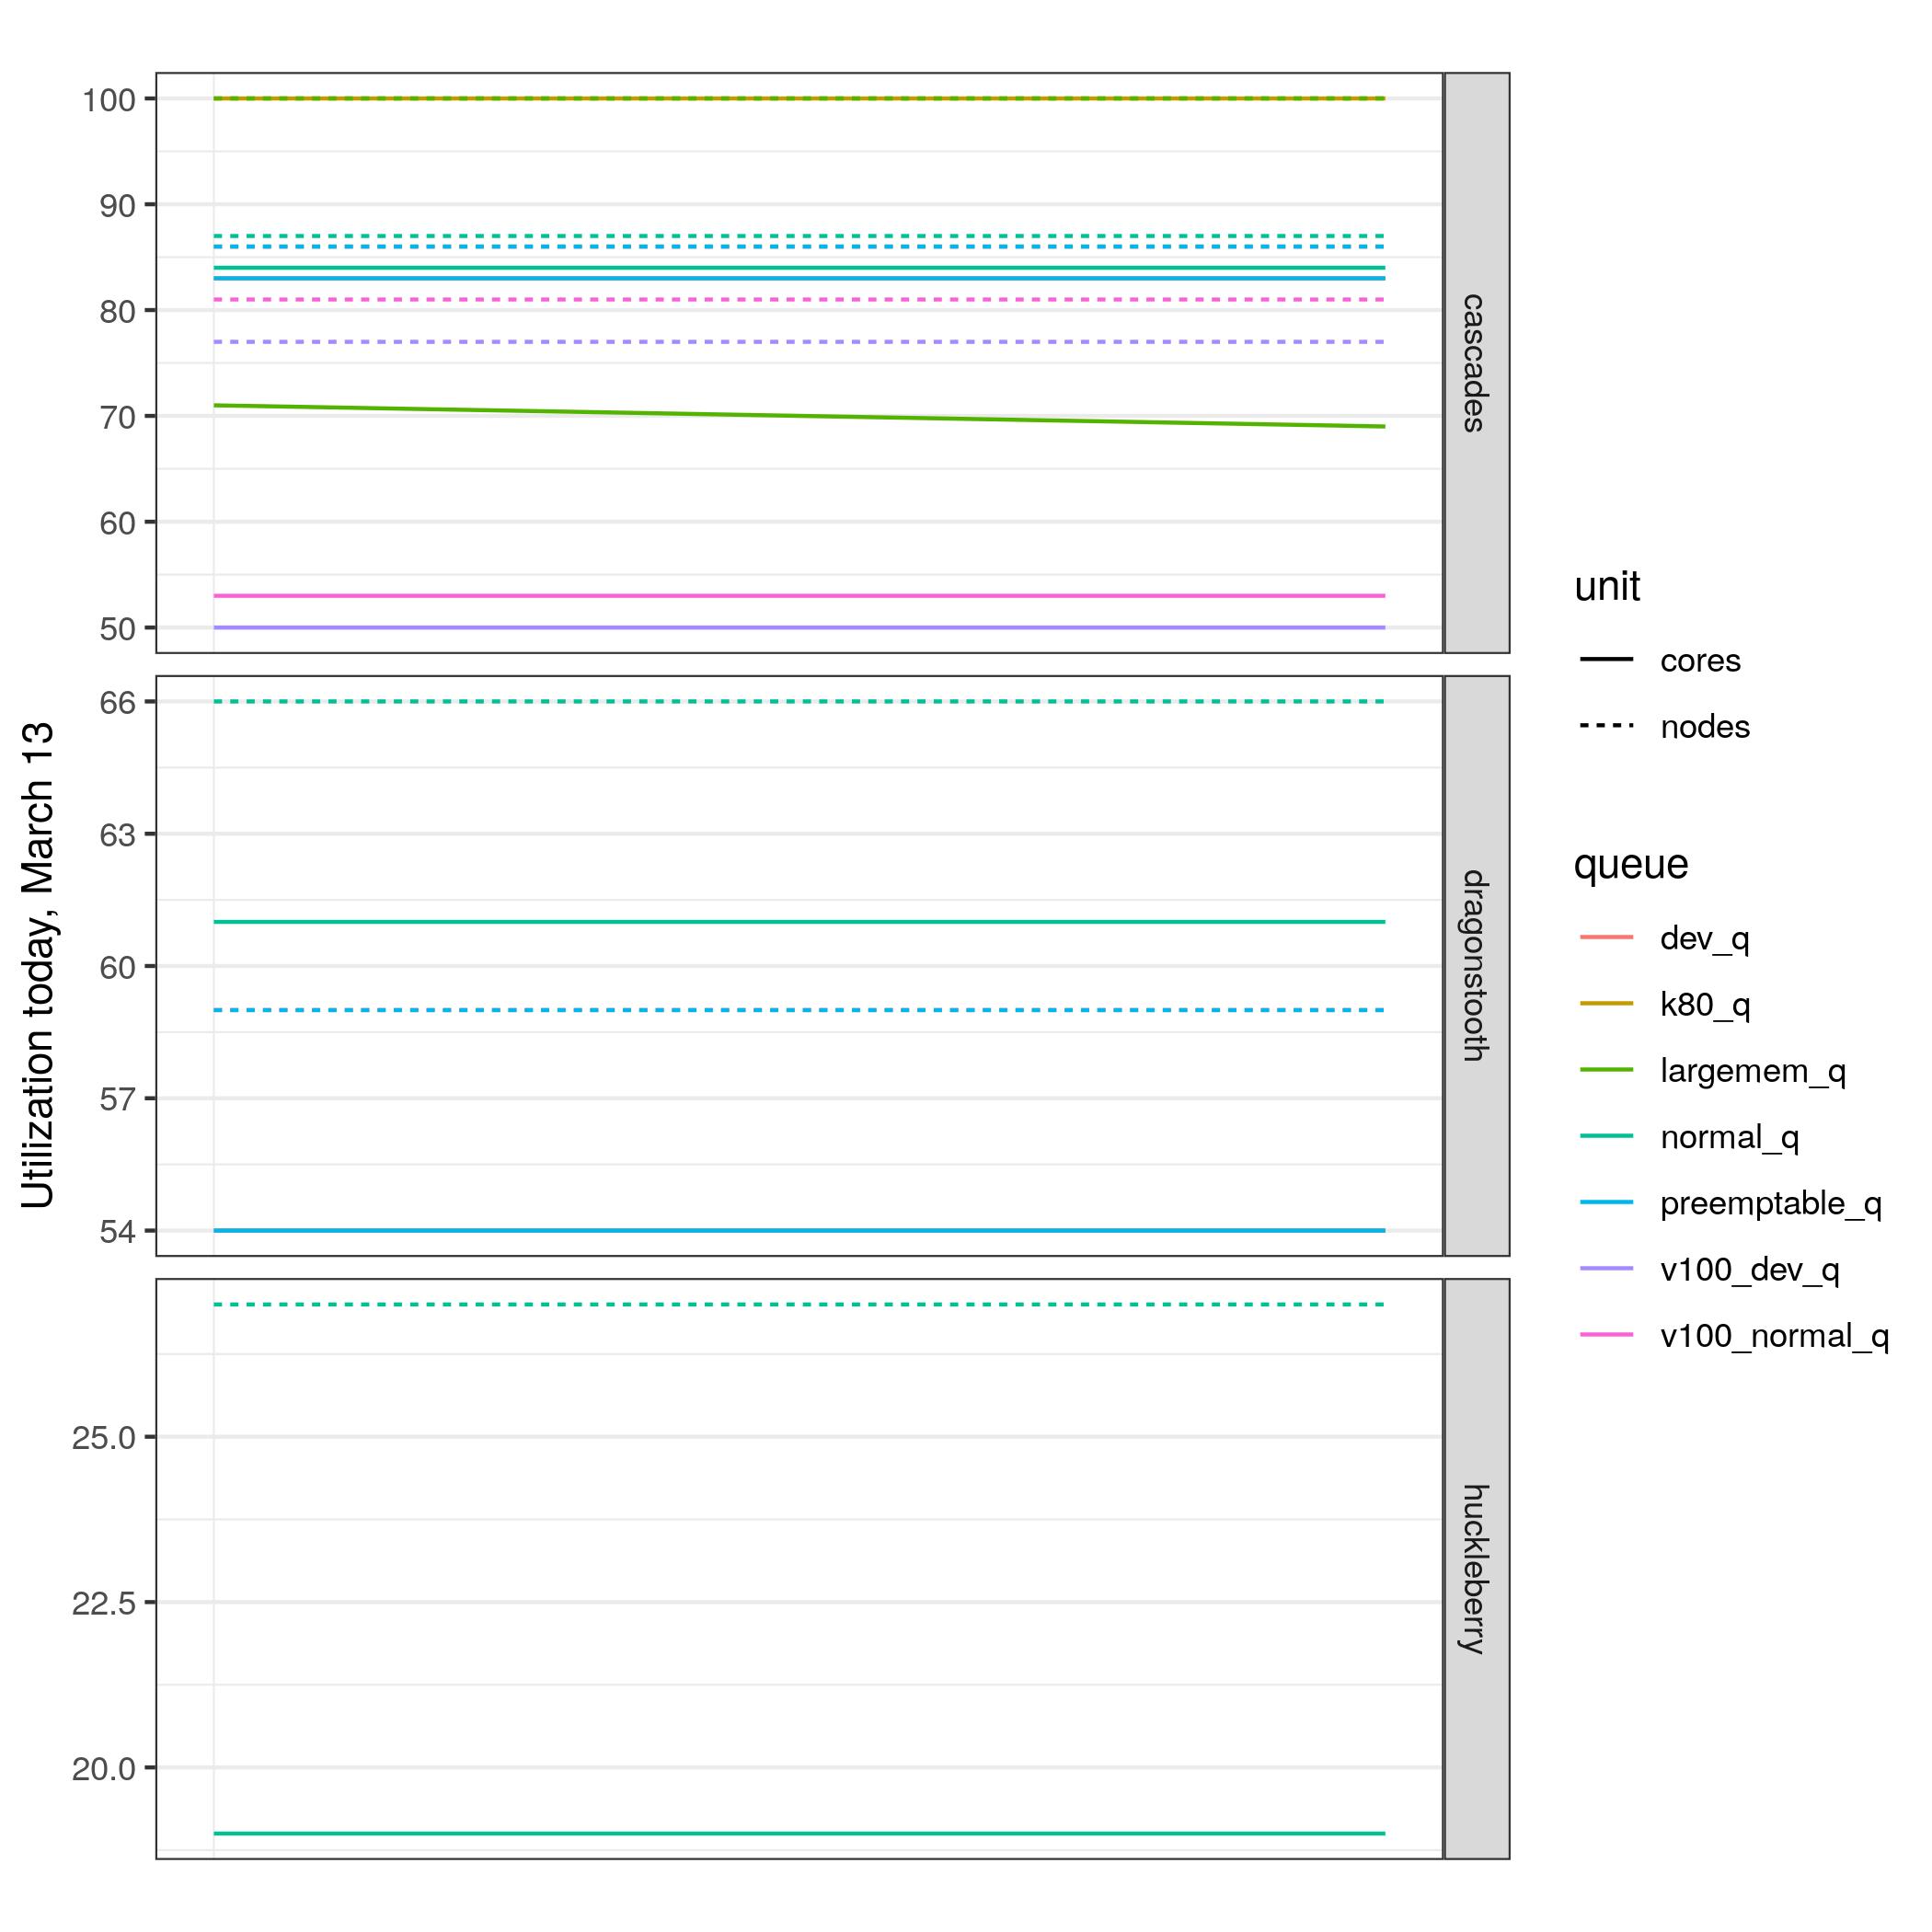 Utilization today, March 13
100
90
80
70
60
50
cascades
66
63
60
57
54
dragonstooth
25.0
22.5
20.0
huckleberry
unit
cores
nodes
queue
dev_q
k80_q
largemem_q
normal_q
preemptable_q
v100_dev_q
v100_normal_q